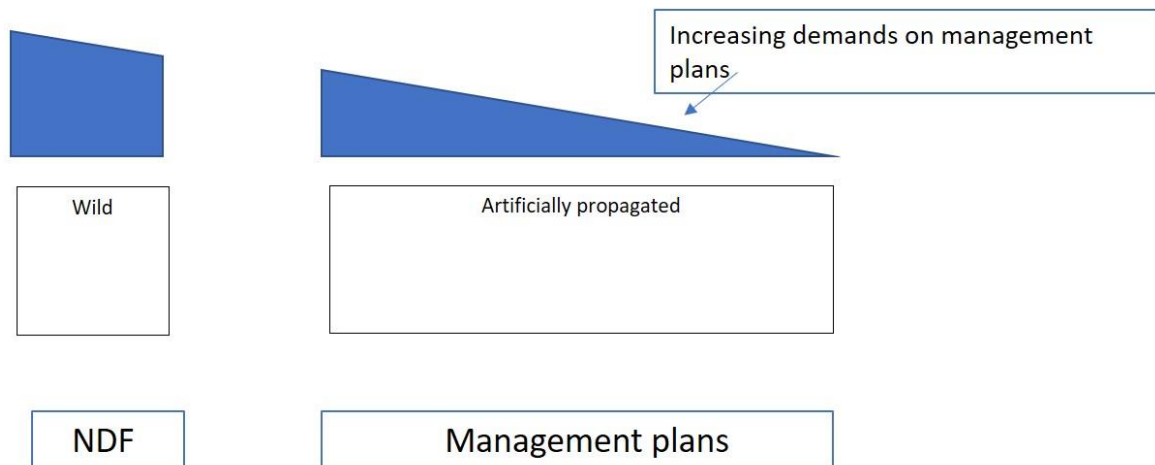 Increasing demands on management
plans
Wild
Artificially propagated
NDF
Management plans